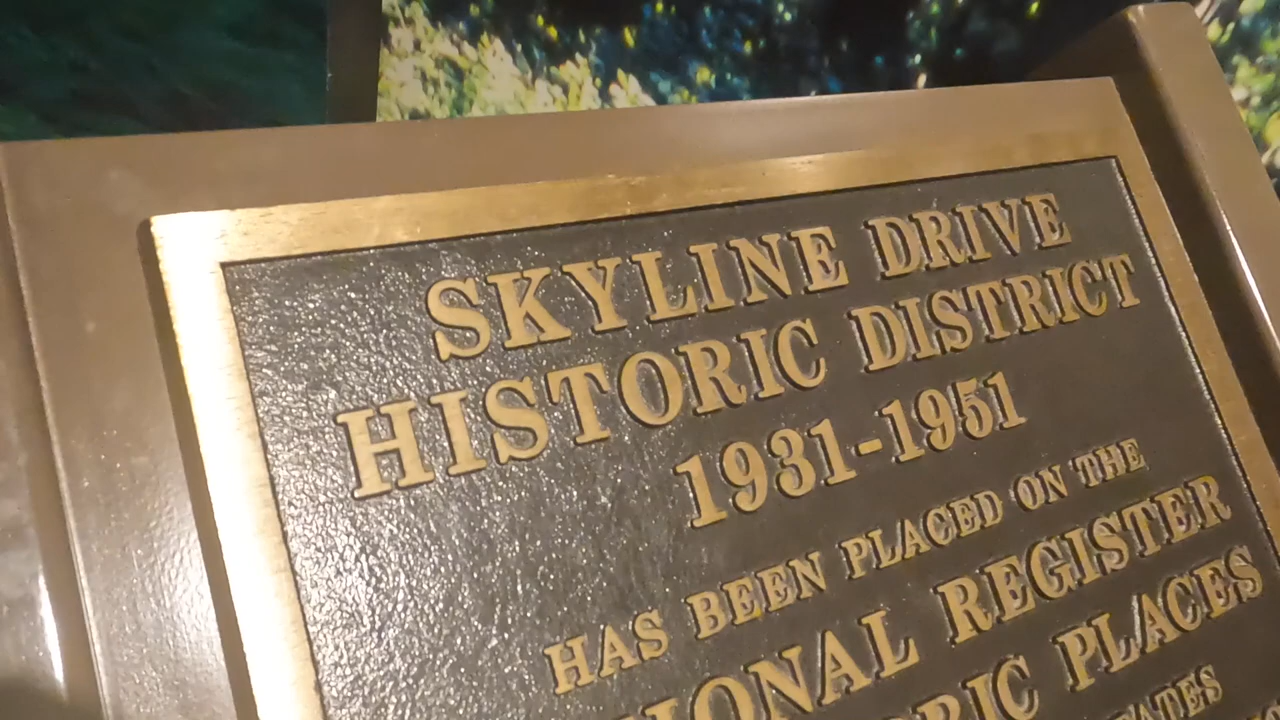 SKYLINE DRIVE
HISTORIC DISTRICT
1931-1951
HAS BEEN PLACED ON THE
REGISTER
PLACES